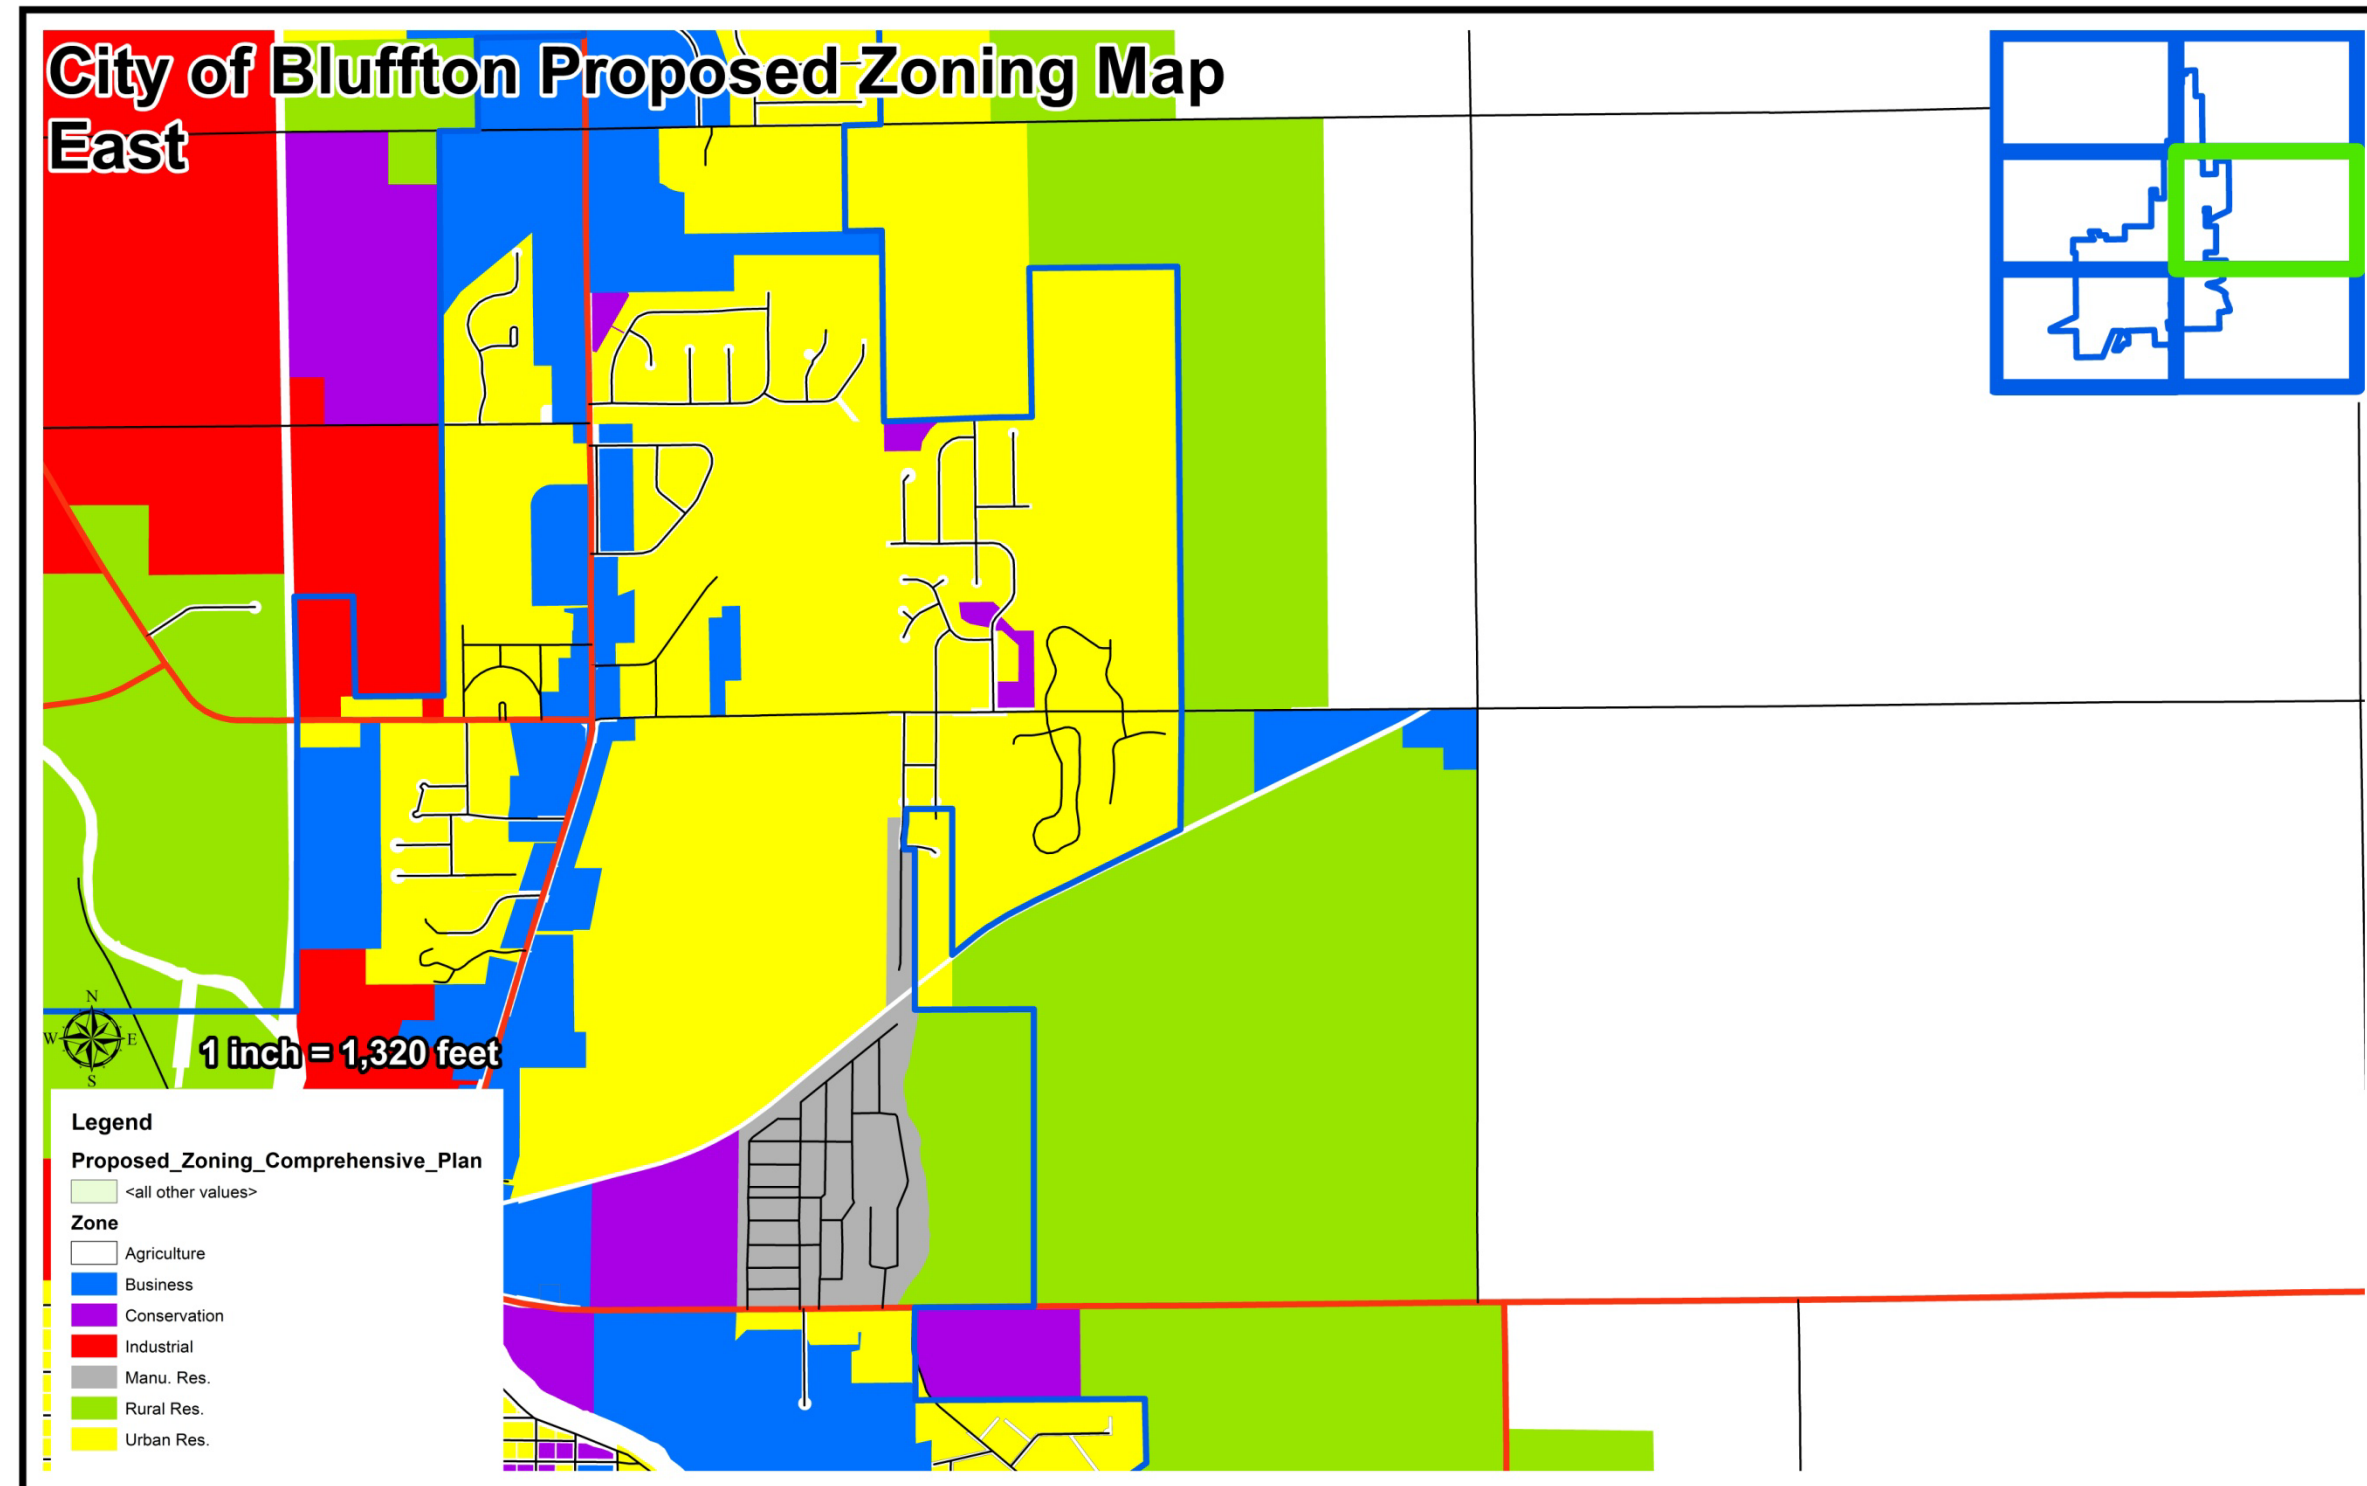 City of Bluffton Proposed Zoning Map
East
N
W E
S
1 inch = 1,320 feet
Legend
Proposed_Zoning_Comprehensive_Plan
<all other values>
Zone
Agriculture
Business
Conservation
Industrial
Manu. Res.
Rural Res.
Urban Res.